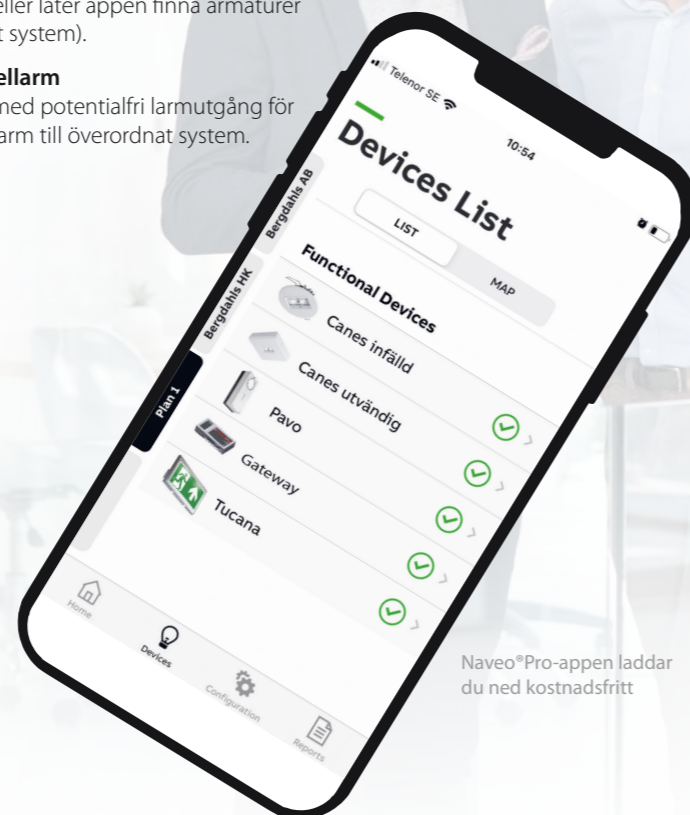 eller låter appen finna armaturer
t system).
ellarm
med potentialfri larmutgång för
arm till överordnat system.
Telenor SE
10:54
Devices List
LIST
MAP
Bergdahls AB
Bergdahls HK
Plan 1
Functional Devices
Canes infälld
Canes utvändig
Pavo
Gateway
Tucana
Home
Devices
Configuration
Reports
Naveo®Pro-appen laddar
du ned kostnadsfritt